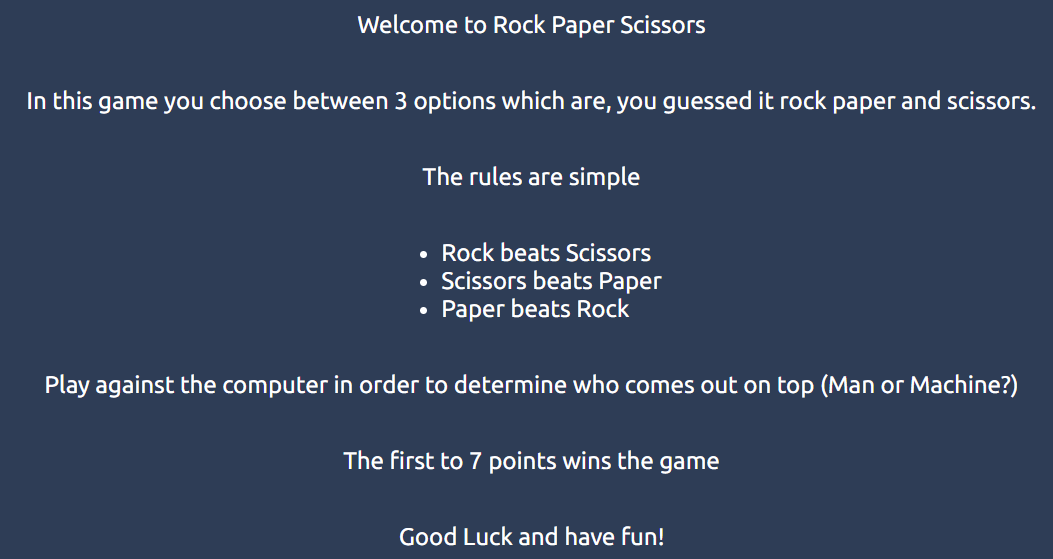 Welcome to Rock Paper Scissors
In this game you choose between 3 options which are, you guessed it rock paper and scissors.
The rules are simple
• Rock beats Scissors
• Scissors beats Paper
• Paper beats Rock
Play against the computer in order to determine who comes out on top (Man or Machine?)
The first to 7 points wins the game
Good Luck and have fun!